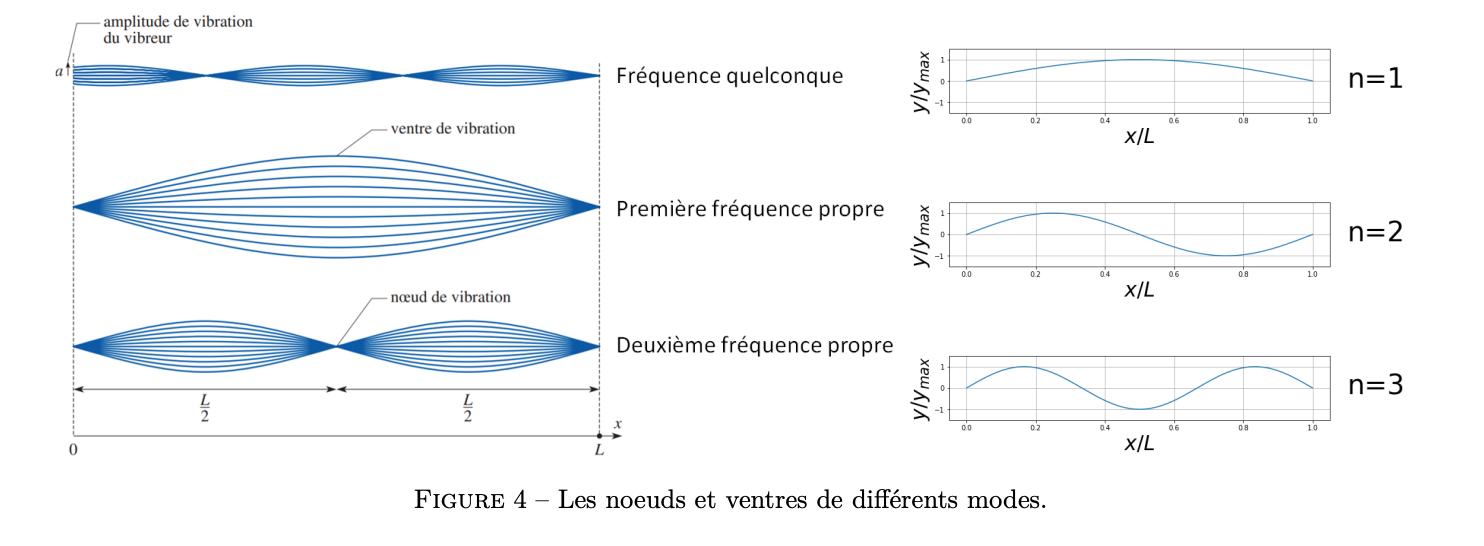 amplitude de vibration
du vibreur
a
Fréquence quelconque
ventre de vibration
Première fréquence propre
nœud de vibration
Deuxième fréquence propre
L
2
L
2
x
0
L
y/ymax
1
0
−1
0.0 0.2 0.4 0.6 0.8 1.0
x/L
n=1
y/ymax
1
0
−1
0.0 0.2 0.4 0.6 0.8 1.0
x/L
n=2
y/ymax
1
0
−1
0.0 0.2 0.4 0.6 0.8 1.0
x/L
n=3
Figure 4 – Les noeuds et ventres de différents modes.